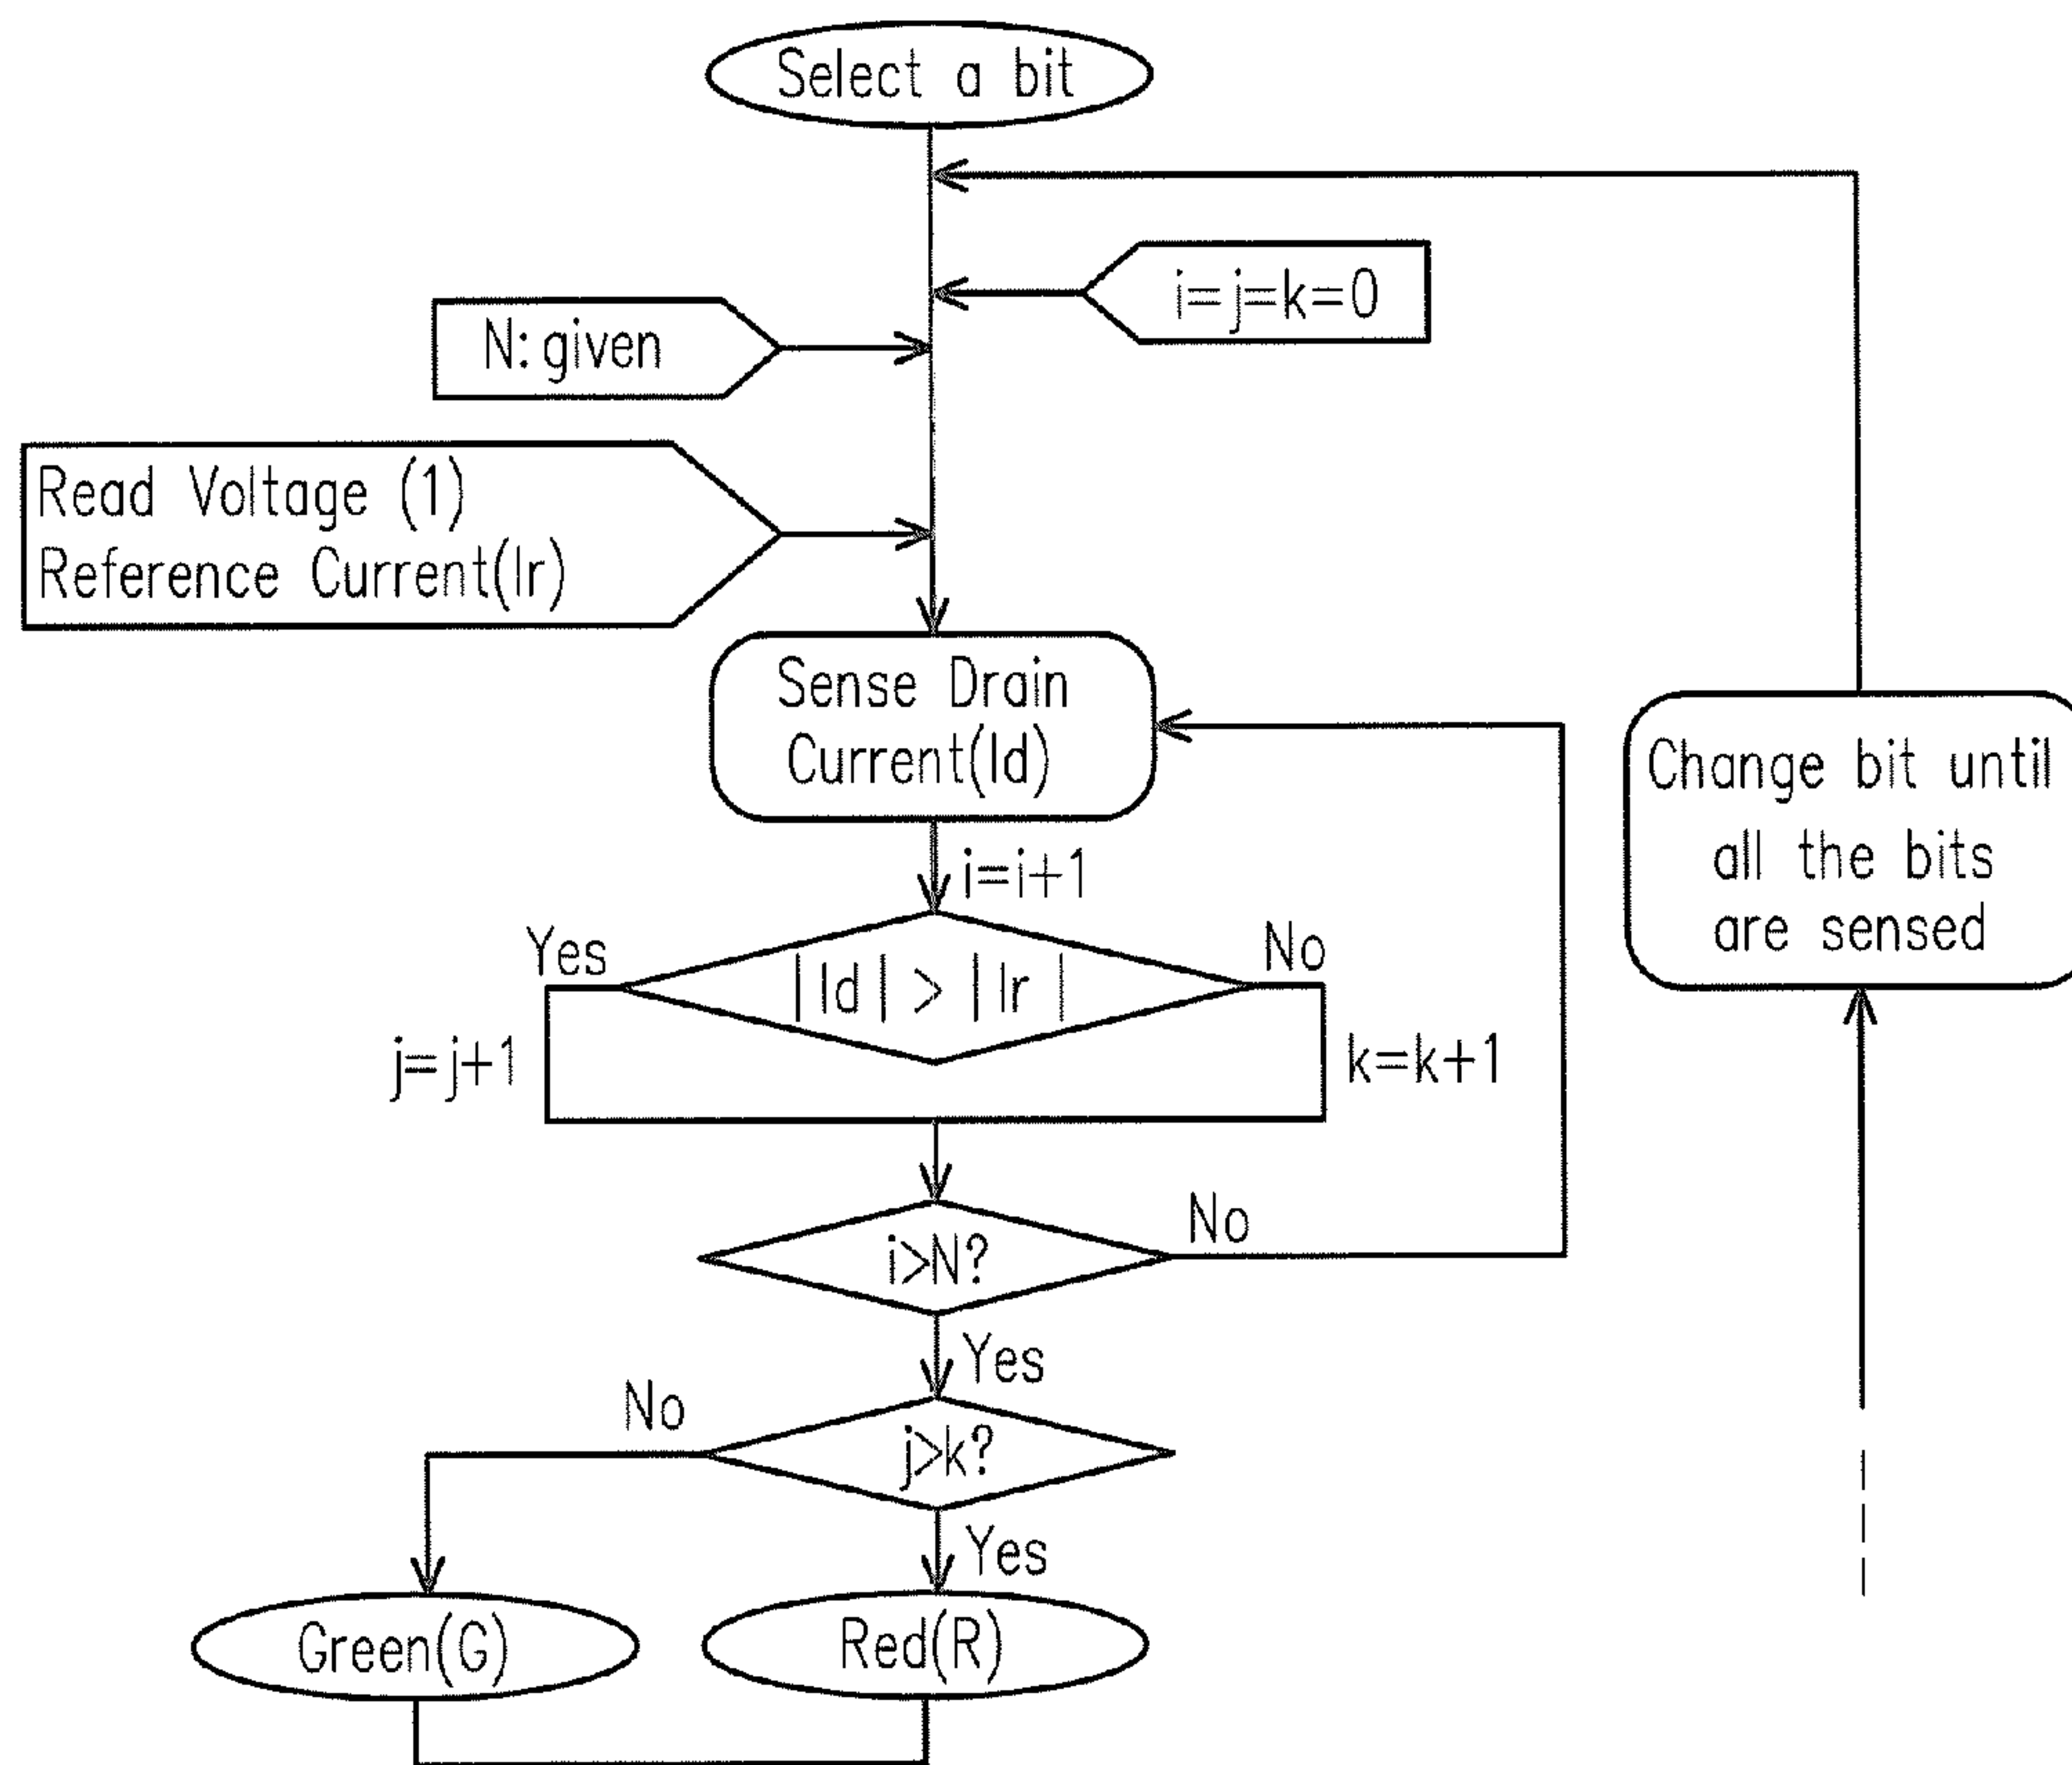 Select a bit
i=j=k=0
N:given
Read Voltage (1)
Reference Current(Ir)
Sense Drain
Current(Id)
Change bit until
all the bits
are sensed
i=i+1
Yes
No
|Id| > |Ir|
j=j+1
k=k+1
No
i>N?
Yes
No
j>k?
Yes
Green(G)
Red(R)